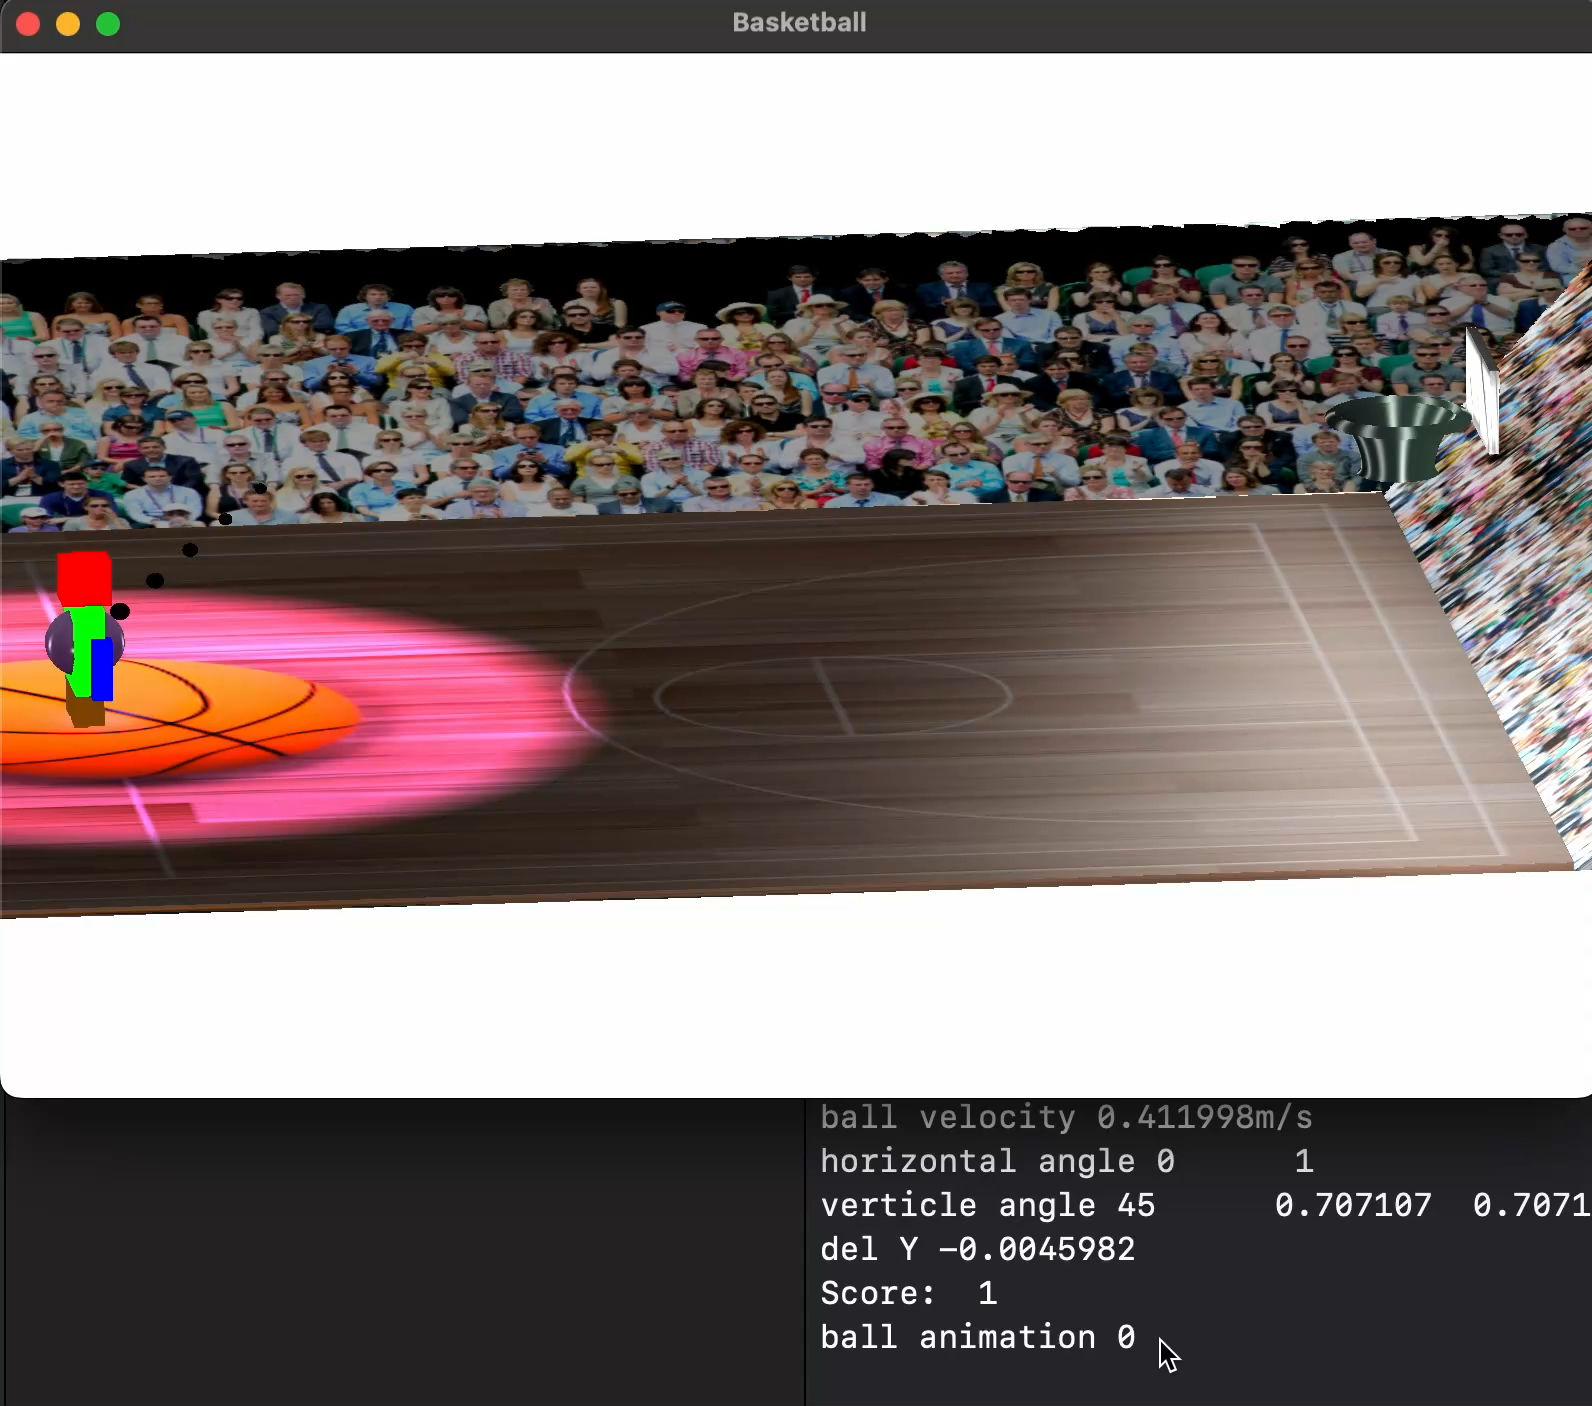 Basketball
ball velocity 0.411998m/s
horizontal angle 0 1
verticle angle 45 0.707107 0.7071
del Y -0.0045982
Score: 1
ball animation 0